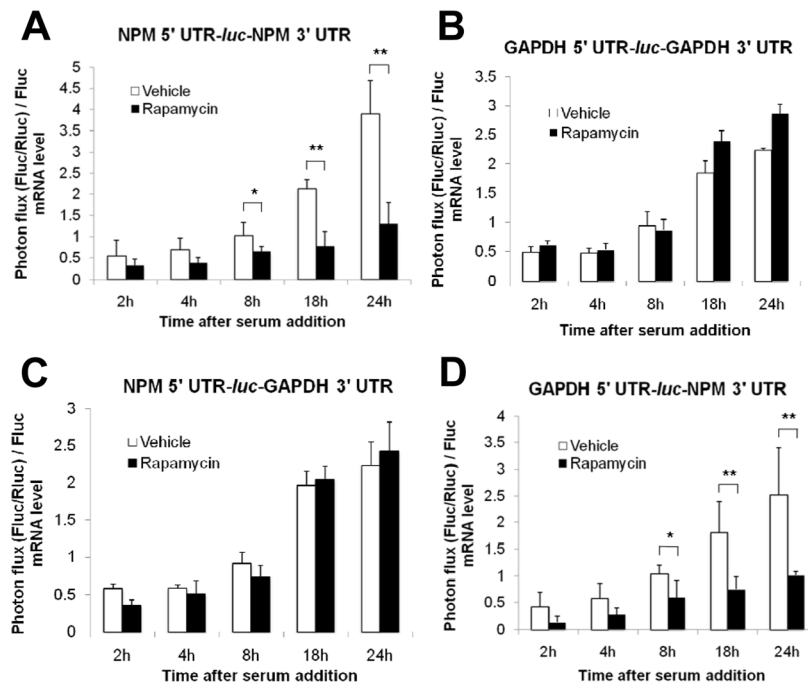 A
NPM 5' UTR-luc-NPM 3' UTR
Photon flux (Fluc/Rluc) / Fluc
mRNA level
5
4.5
4
3.5
3
2.5
2
1.5
1
0.5
0
Vehicle
Rapamycin
*
**
**
2h 4h 8h 18h 24h
Time after serum addition
B
GAPDH 5' UTR-luc-GAPDH 3' UTR
Photon flux (Fluc/Rluc) / Fluc
mRNA level
3.5
3
2.5
2
1.5
1
0.5
0
Vehicle
Rapamycin
2h 4h 8h 18h 24h
Time after serum addition
C
NPM 5' UTR-luc-GAPDH 3' UTR
Photon flux (Fluc/Rluc) / Fluc
mRNA level
3
2.5
2
1.5
1
0.5
0
Vehicle
Rapamycin
2h 4h 8h 18h 24h
Time after serum addition
D
GAPDH 5' UTR-luc-NPM 3' UTR
Photon flux (Fluc/Rluc) / Fluc
mRNA level
4
3.5
3
2.5
2
1.5
1
0.5
0
Vehicle
Rapamycin
*
**
**
2h 4h 8h 18h 24h
Time after serum addition